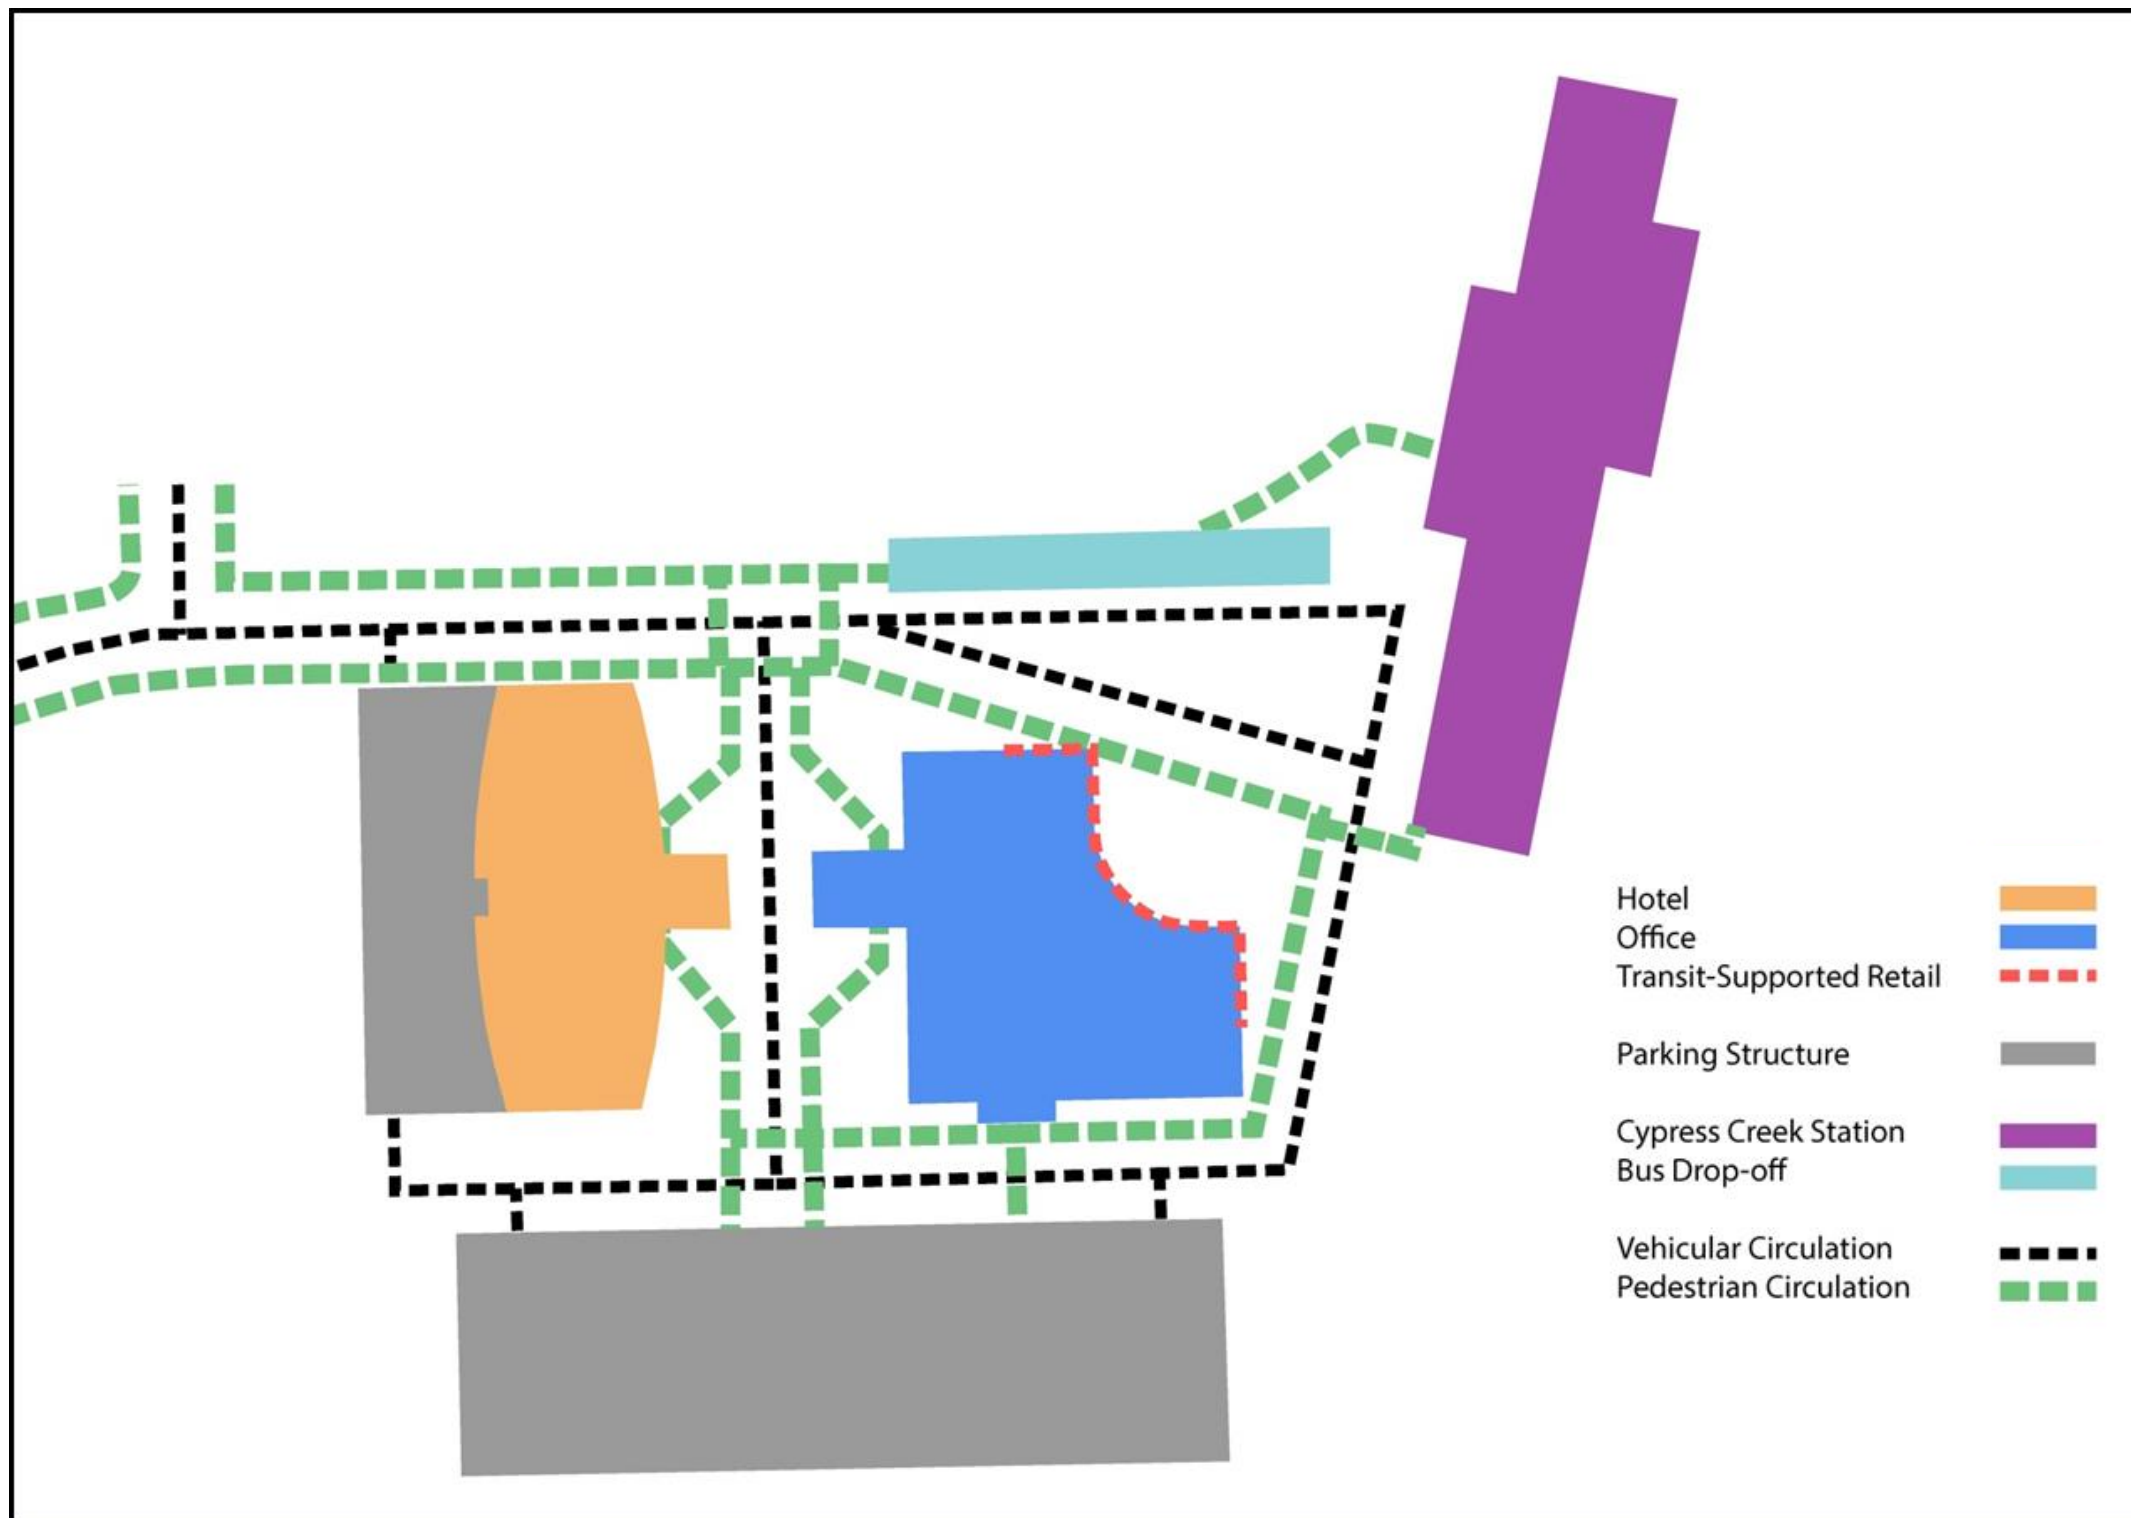 Hotel
Office
Transit-Supported Retail
Parking Structure
Cypress Creek Station
Bus Drop-off
Vehicular Circulation
Pedestrian Circulation